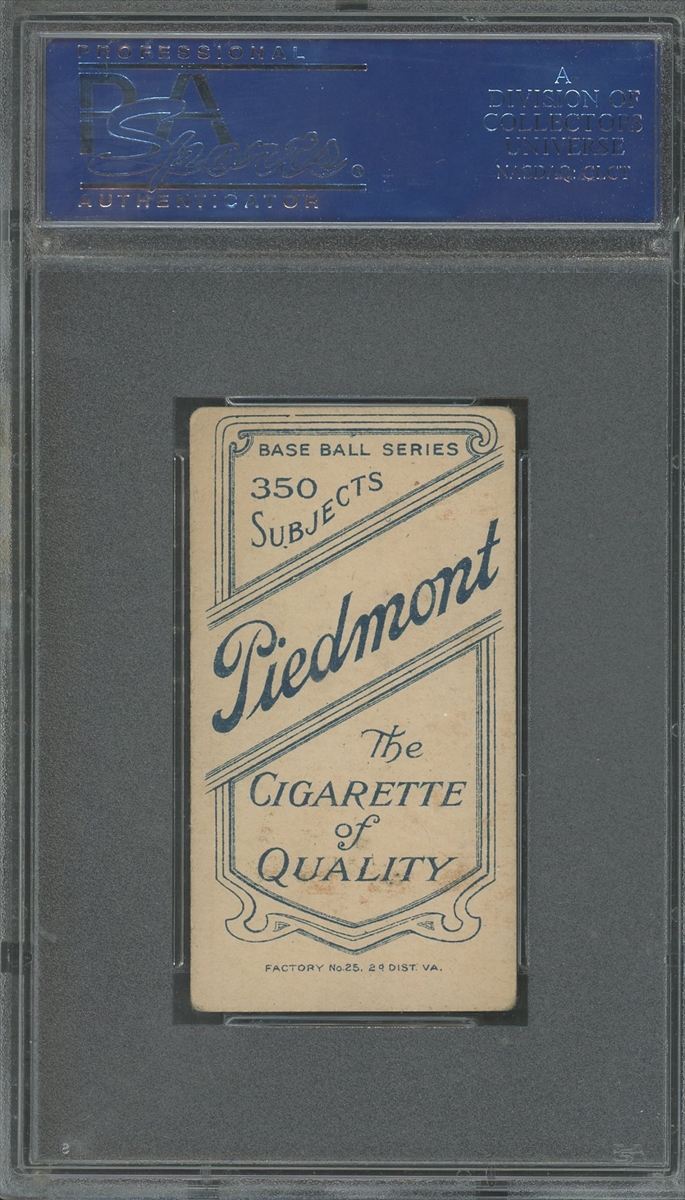 PROFESSIONAL
PSA
Sports®
AUTHENTICATOR
A
DIVISION OF
COLLECTORS
UNIVERSE
NASDAQ: CLCT
BASE BALL SERIES
350
SUBJECTS
Piedmont
The
CIGARETTE
of
QUALITY
FACTORY No.25, 2d DIST. VA.